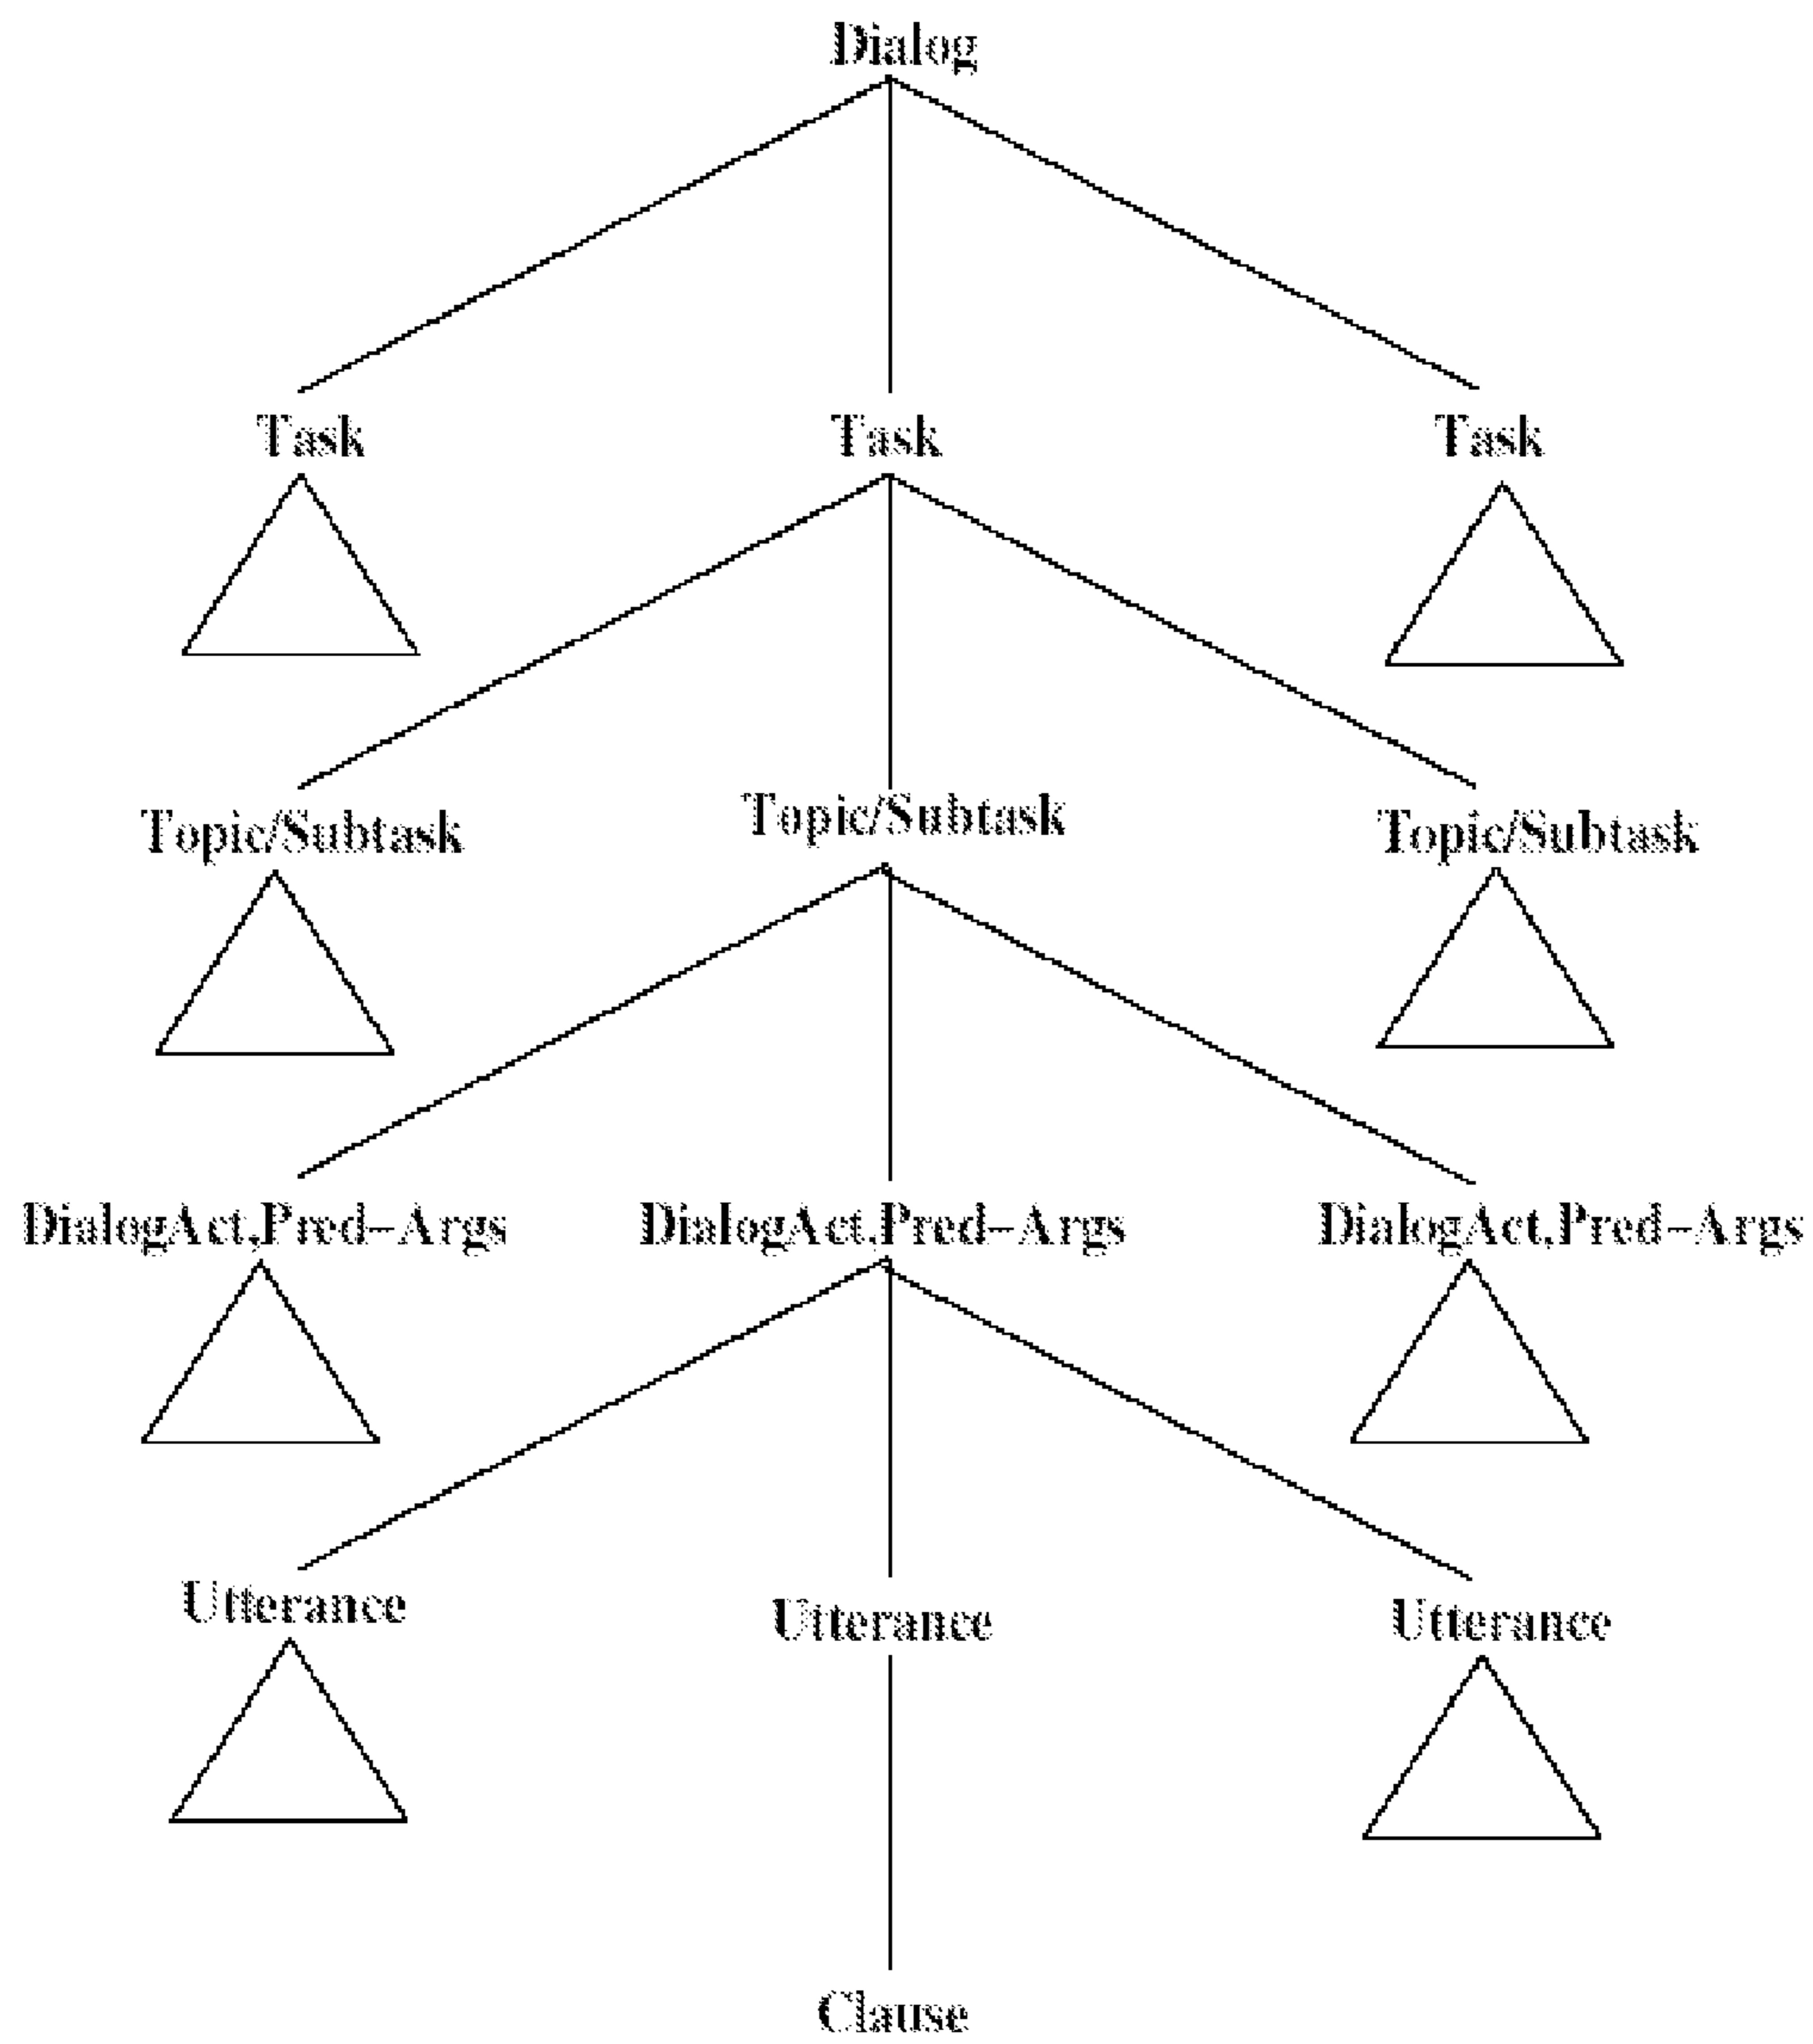 Dialog
Task Task Task
Topic/Subtask Topic/Subtask Topic/Subtask
DialogAct,Pred-Args DialogAct,Pred-Args DialogAct,Pred-Args
Utterance Utterance Utterance
Clause